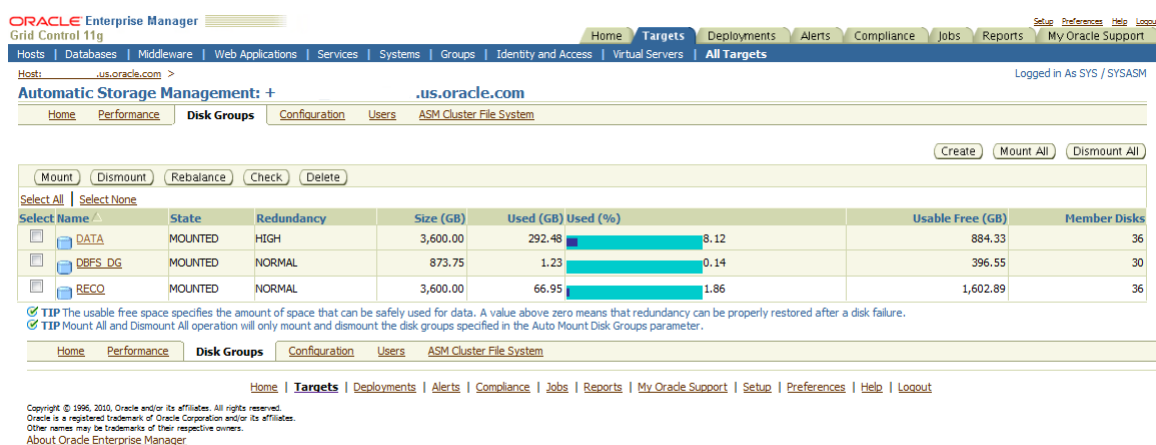 ORACLE Enterprise Manager
Grid Control 11g
Setup Preferences Help Logout
Home Targets Deployments Alerts Compliance Jobs Reports My Oracle Support
Hosts | Databases | Middleware | Web Applications | Services | Systems | Groups | Identity and Access | Virtual Servers | All Targets
Host: .us.oracle.com >
Logged in As SYS / SYSASM
Automatic Storage Management: + .us.oracle.com
Home Performance Disk Groups Configuration Users ASM Cluster File System
Create Mount All Dismount All
Mount Dismount Rebalance Check Delete
Select All | Select None
Select Name State Redundancy Size (GB) Used (GB) Used (%) Usable Free (GB) Member Disks
DATA MOUNTED HIGH 3,600.00 292.48 8.12 884.33 36
DBFS_DG MOUNTED NORMAL 873.75 1.23 0.14 396.55 30
RECO MOUNTED NORMAL 3,600.00 66.95 1.86 1,602.89 36
TIP The usable free space specifies the amount of space that can be safely used for data. A value above zero means that redundancy can be properly restored after a disk failure.
TIP Mount All and Dismount All operation will only mount and dismount the disk groups specified in the Auto Mount Disk Groups parameter.
Home Performance Disk Groups Configuration Users ASM Cluster File System
Home | Targets | Deployments | Alerts | Compliance | Jobs | Reports | My Oracle Support | Setup | Preferences | Help | Logout
Copyright © 1996, 2010, Oracle and/or its affiliates. All rights reserved.
Oracle is a registered trademark of Oracle Corporation and/or its affiliates.
Other names may be trademarks of their respective owners.
About Oracle Enterprise Manager